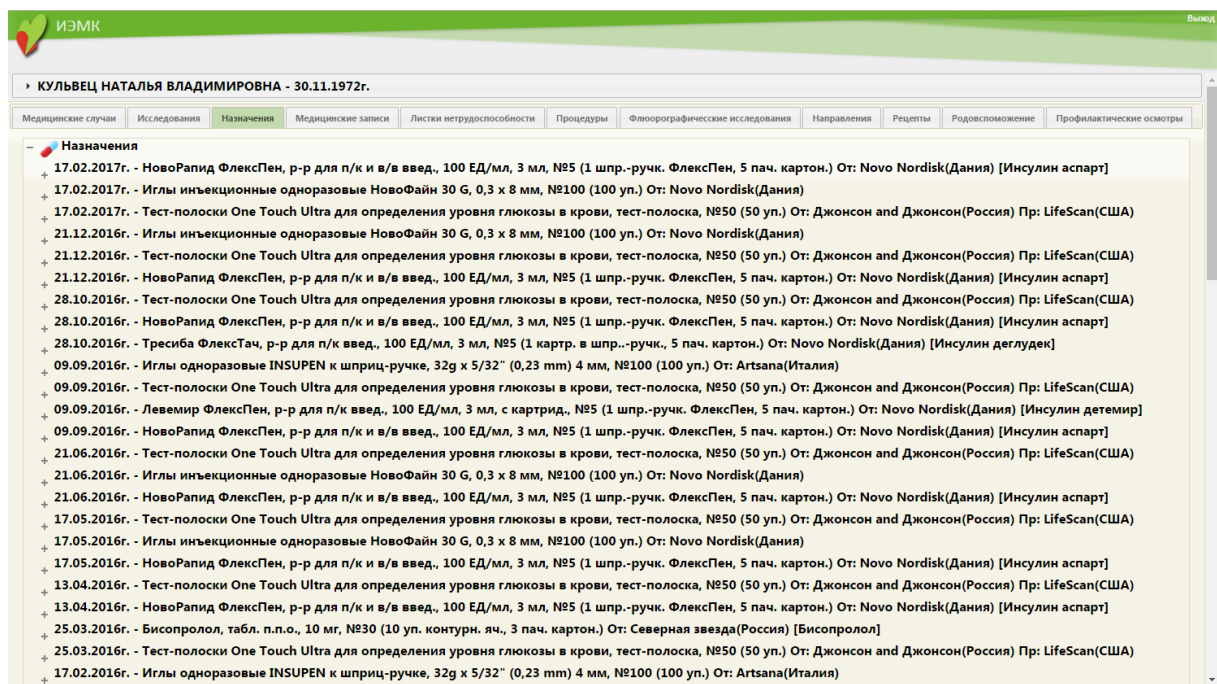 ИЭМК
Выход
КУЛЬВЕЦ НАТАЛЬЯ ВЛАДИМИРОВНА - 30.11.1972г.
Медицинские случаи Исследования Назначения Медицинские записи Листки нетрудоспособности Процедуры Флюорографичесские исследования Направления Рецепты Родовспоможение Профилактические осмотры
Назначения
17.02.2017г. - НовоРапид ФлексПен, р-р для п/к и в/в введ., 100 ЕД/мл, 3 мл, №5 (1 шпр.-ручк. ФлексПен, 5 пач. картон.) От: Novo Nordisk(Дания) [Инсулин аспарт]
17.02.2017г. - Иглы инъекционные одноразовые НовоФайн 30 G, 0,3 x 8 мм, №100 (100 уп.) От: Novo Nordisk(Дания)
17.02.2017г. - Тест-полоски One Touch Ultra для определения уровня глюкозы в крови, тест-полоска, №50 (50 уп.) От: Джонсон and Джонсон(Россия) Пр: LifeScan(США)
21.12.2016г. - Иглы инъекционные одноразовые НовоФайн 30 G, 0,3 x 8 мм, №100 (100 уп.) От: Novo Nordisk(Дания)
21.12.2016г. - Тест-полоски One Touch Ultra для определения уровня глюкозы в крови, тест-полоска, №50 (50 уп.) От: Джонсон and Джонсон(Россия) Пр: LifeScan(США)
21.12.2016г. - НовоРапид ФлексПен, р-р для п/к и в/в введ., 100 ЕД/мл, 3 мл, №5 (1 шпр.-ручк. ФлексПен, 5 пач. картон.) От: Novo Nordisk(Дания) [Инсулин аспарт]
28.10.2016г. - Тест-полоски One Touch Ultra для определения уровня глюкозы в крови, тест-полоска, №50 (50 уп.) От: Джонсон and Джонсон(Россия) Пр: LifeScan(США)
28.10.2016г. - НовоРапид ФлексПен, р-р для п/к и в/в введ., 100 ЕД/мл, 3 мл, №5 (1 шпр.-ручк. ФлексПен, 5 пач. картон.) От: Novo Nordisk(Дания) [Инсулин аспарт]
28.10.2016г. - Тресиба ФлексТач, р-р для п/к введ., 100 ЕД/мл, 3 мл, №5 (1 картр. в шпр..-ручк., 5 пач. картон.) От: Novo Nordisk(Дания) [Инсулин деглудек]
09.09.2016г. - Иглы одноразовые INSUPEN к шприц-ручке, 32g x 5/32" (0,23 mm) 4 мм, №100 (100 уп.) От: Artsana(Италия)
09.09.2016г. - Тест-полоски One Touch Ultra для определения уровня глюкозы в крови, тест-полоска, №50 (50 уп.) От: Джонсон and Джонсон(Россия) Пр: LifeScan(США)
09.09.2016г. - Левемир ФлексПен, р-р для п/к введ., 100 ЕД/мл, 3 мл, с картрид., №5 (1 шпр.-ручк. ФлексПен, 5 пач. картон.) От: Novo Nordisk(Дания) [Инсулин детемир]
09.09.2016г. - НовоРапид ФлексПен, р-р для п/к и в/в введ., 100 ЕД/мл, 3 мл, №5 (1 шпр.-ручк. ФлексПен, 5 пач. картон.) От: Novo Nordisk(Дания) [Инсулин аспарт]
21.06.2016г. - Тест-полоски One Touch Ultra для определения уровня глюкозы в крови, тест-полоска, №50 (50 уп.) От: Джонсон and Джонсон(Россия) Пр: LifeScan(США)
21.06.2016г. - Иглы инъекционные одноразовые НовоФайн 30 G, 0,3 x 8 мм, №100 (100 уп.) От: Novo Nordisk(Дания)
21.06.2016г. - НовоРапид ФлексПен, р-р для п/к и в/в введ., 100 ЕД/мл, 3 мл, №5 (1 шпр.-ручк. ФлексПен, 5 пач. картон.) От: Novo Nordisk(Дания) [Инсулин аспарт]
17.05.2016г. - Тест-полоски One Touch Ultra для определения уровня глюкозы в крови, тест-полоска, №50 (50 уп.) От: Джонсон and Джонсон(Россия) Пр: LifeScan(США)
17.05.2016г. - Иглы инъекционные одноразовые НовоФайн 30 G, 0,3 x 8 мм, №100 (100 уп.) От: Novo Nordisk(Дания)
17.05.2016г. - НовоРапид ФлексПен, р-р для п/к и в/в введ., 100 ЕД/мл, 3 мл, №5 (1 шпр.-ручк. ФлексПен, 5 пач. картон.) От: Novo Nordisk(Дания) [Инсулин аспарт]
13.04.2016г. - Тест-полоски One Touch Ultra для определения уровня глюкозы в крови, тест-полоска, №50 (50 уп.) От: Джонсон and Джонсон(Россия) Пр: LifeScan(США)
13.04.2016г. - НовоРапид ФлексПен, р-р для п/к и в/в введ., 100 ЕД/мл, 3 мл, №5 (1 шпр.-ручк. ФлексПен, 5 пач. картон.) От: Novo Nordisk(Дания) [Инсулин аспарт]
25.03.2016г. - Бисопролол, табл. п.п.о., 10 мг, №30 (10 уп. контурн. яч., 3 пач. картон.) От: Северная звезда(Россия) [Бисопролол]
25.03.2016г. - Тест-полоски One Touch Ultra для определения уровня глюкозы в крови, тест-полоска, №50 (50 уп.) От: Джонсон and Джонсон(Россия) Пр: LifeScan(США)
17.02.2016г. - Иглы одноразовые INSUPEN к шприц-ручке, 32g x 5/32" (0,23 mm) 4 мм, №100 (100 уп.) От: Artsana(Италия)